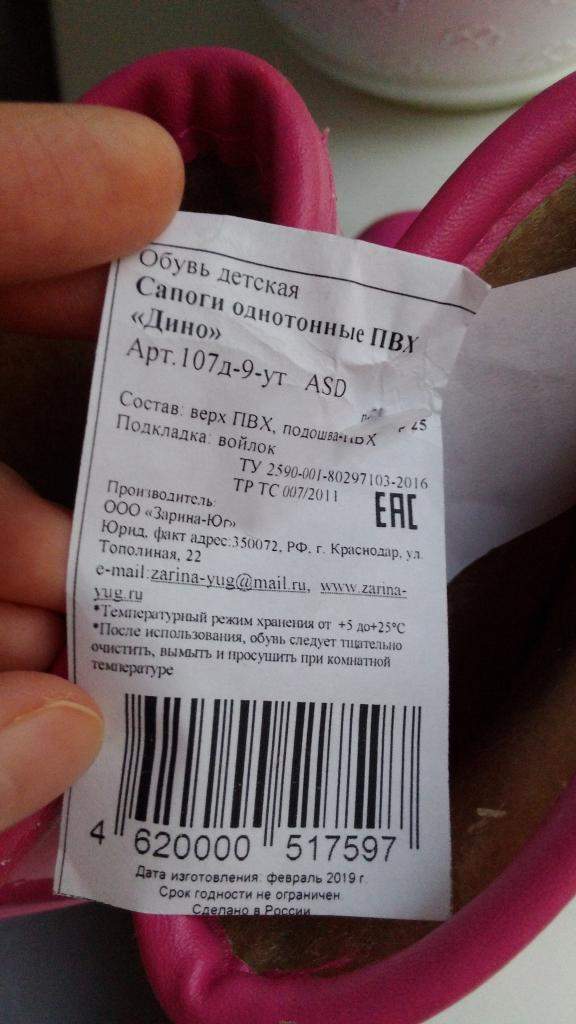 Обувь детская
Сапоги однотонные ПВХ
«Дино»
Арт.107д-9-ут ASD
25
Состав: верх ПВХ, подошва-ПВХ
Подкладка: войлок
ТУ 2590-001-80297103-2016
ТР ТС 007/2011
EAC
Производитель:
ООО «Зарина-Юг»
Юрид, факт адрес:350072, РФ, г. Краснодар, ул.
Тополиная, 22
e-mail:zarina-yug@mail.ru, www.zarina-
yug.ru
*Температурный режим хранения от +5 до+25°С
*После использования, обувь следует тщательно
очистить, вымыть и просушить при комнатной
температуре
4 620000 517597
Дата изготовления: февраль 2019 г.
Срок годности не ограничен.
Сделано в России